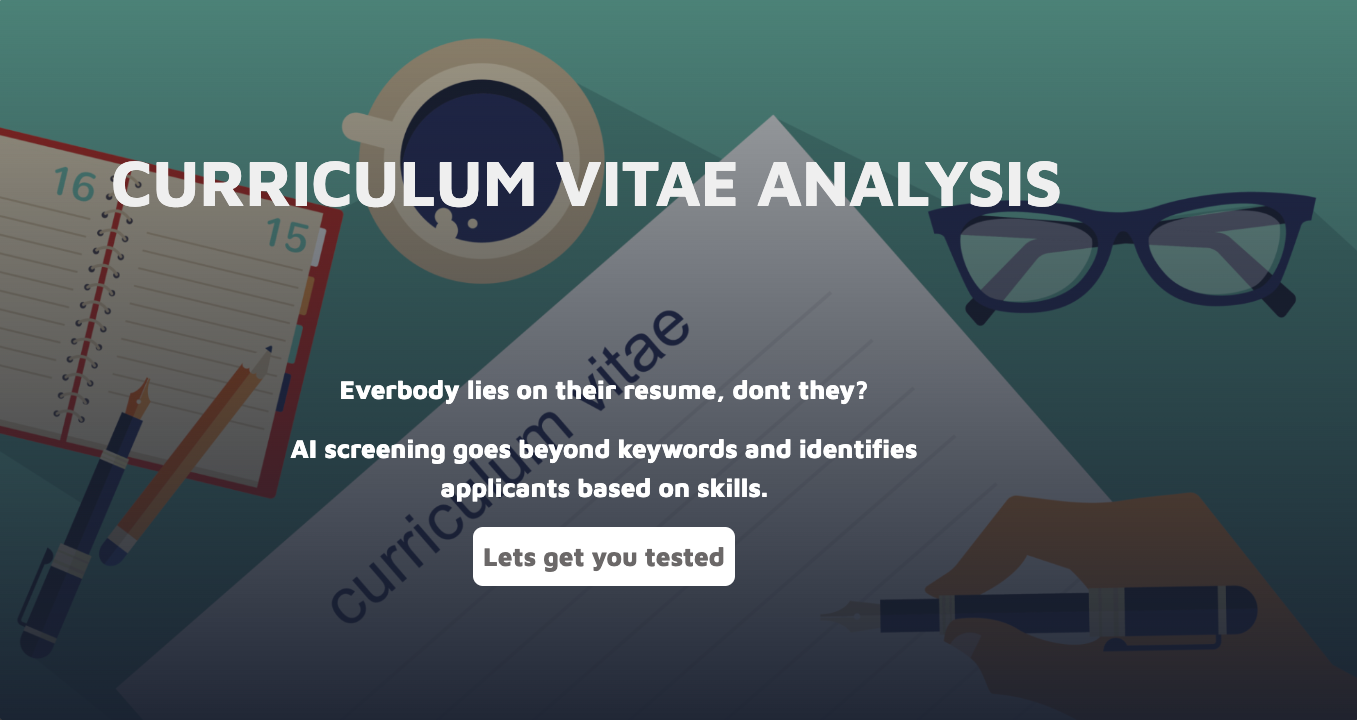 16
15
CURRICULUM VITAE ANALYSIS
curriculum vitae
Everbody lies on their resume, dont they?
AI screening goes beyond keywords and identifies
applicants based on skills.
Lets get you tested